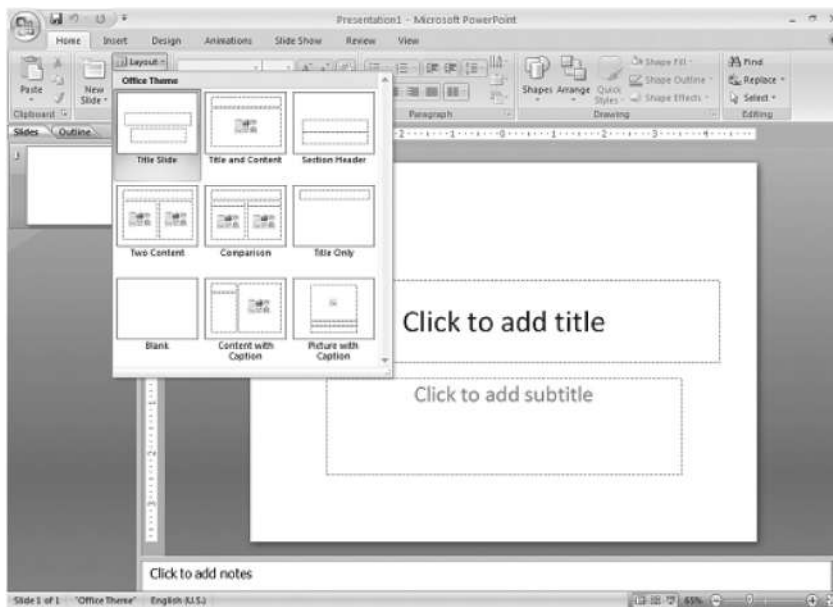 Presentation1 - Microsoft PowerPoint
Home Insert Design Animations Slide Show Review View
Layout
Paste
New
Slide
Shapes Arrange Quick
Styles
Shape Fill
Shape Outline
Shape Effects
Find
Replace
Select
Clipboard
Paragraph
Drawing
Editing
Slides Outline
Office Theme
Title Slide Title and Content Section Header
Two Content Comparison Title Only
Blank Content with
Caption Picture with
Caption
Click to add title
Click to add subtitle
Click to add notes
Slide 1 of 1 "Office Theme" English (U.S.) 65%